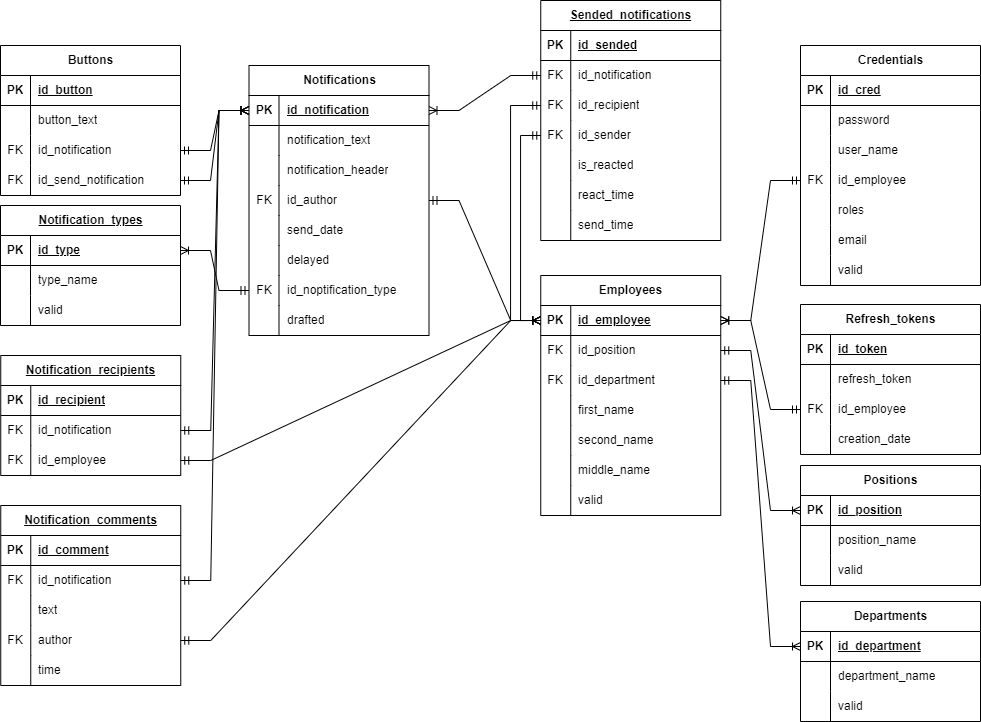 Buttons
PK id_button
button_text
FK id_notification
FK id_send_notification
Notification_types
PK id_type
type_name
valid
Notification_recipients
PK id_recipient
FK id_notification
FK id_employee
Notification_comments
PK id_comment
FK id_notification
text
FK author
time
Notifications
PK id_notification
notification_text
notification_header
FK id_author
send_date
delayed
FK id_noptification_type
drafted
Sended_notifications
PK id_sended
FK id_notification
FK id_recipient
FK id_sender
is_reacted
react_time
send_time
Employees
PK id_employee
FK id_position
FK id_department
first_name
second_name
middle_name
valid
Credentials
PK id_cred
password
user_name
FK id_employee
roles
email
valid
Refresh_tokens
PK id_token
refresh_token
FK id_employee
creation_date
Positions
PK id_position
position_name
valid
Departments
PK id_department
department_name
valid